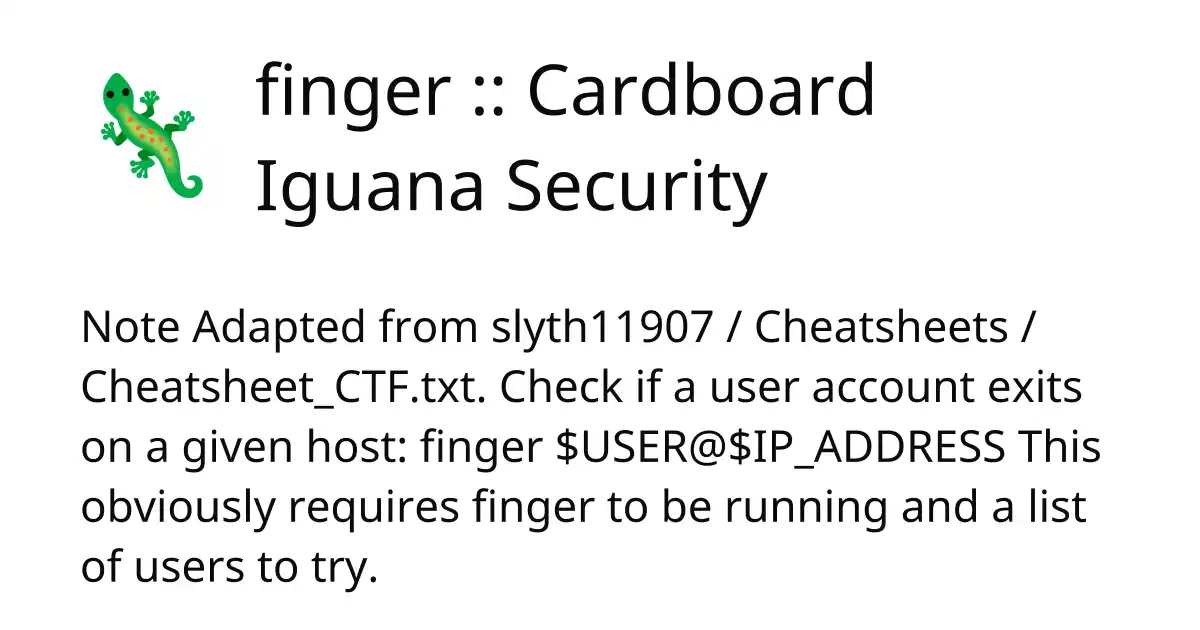 finger :: Cardboard
Iguana Security
Note Adapted from slyth11907 / Cheatsheets /
Cheatsheet_CTF.txt. Check if a user account exits
on a given host: finger $USER@$IP_ADDRESS This
obviously requires finger to be running and a list
of users to try.